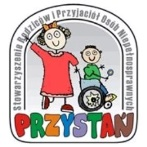 Stowarzyszenie Rodziców i Przyjaciół Osób Niepełnosprawnych
PRZYSTAŃ